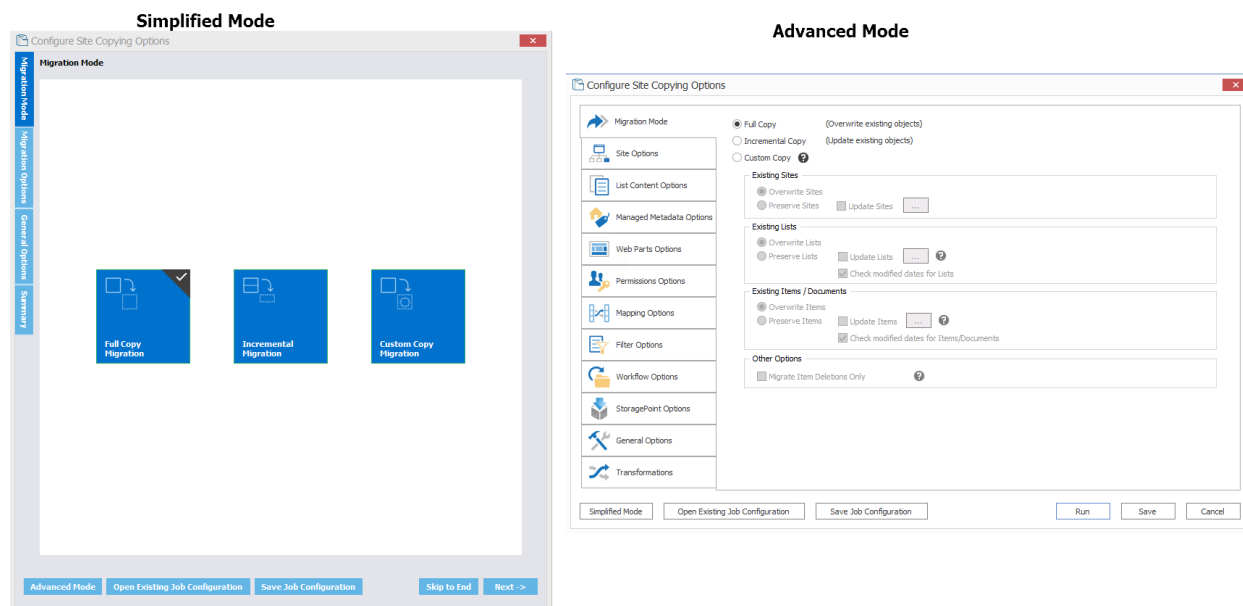 Simplified Mode
Configure Site Copying Options
Migration Mode
Migration Options
General Options
Summary
Migration Mode
Full Copy
Migration
Incremental
Migration
Custom Copy
Migration
Advanced Mode
Open Existing Job Configuration
Save Job Configuration
Skip to End
Next ->
Advanced Mode
Configure Site Copying Options
Migration Mode
Site Options
List Content Options
Managed Metadata Options
Web Parts Options
Permissions Options
Mapping Options
Filter Options
Workflow Options
StoragePoint Options
General Options
Transformations
Full Copy (Overwrite existing objects)
Incremental Copy (Update existing objects)
Custom Copy ?
Existing Sites
Overwrite Sites
Preserve Sites Update Sites ...
Existing Lists
Overwrite Lists
Preserve Lists Update Lists ... ?
Check modified dates for Lists
Existing Items / Documents
Overwrite Items
Preserve Items Update Items ... ?
Check modified dates for Items/Documents
Other Options
Migrate Item Deletions Only ?
Simplified Mode
Open Existing Job Configuration
Save Job Configuration
Run
Save
Cancel